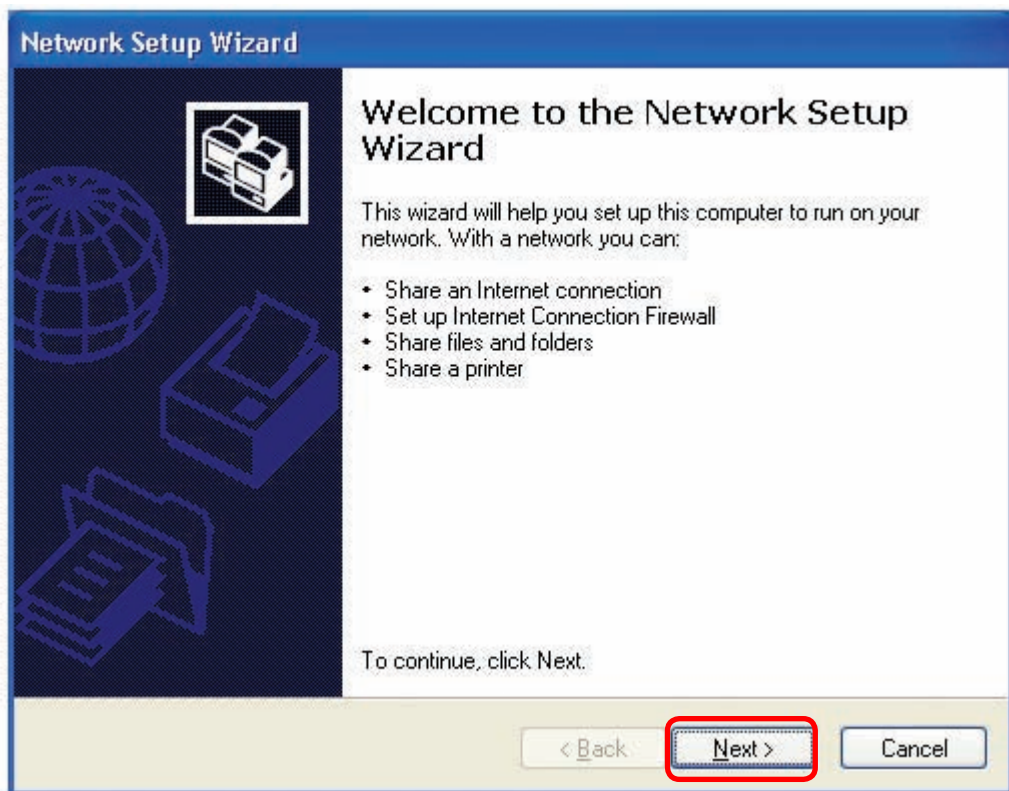 Network Setup Wizard
Welcome to the Network Setup
Wizard
This wizard will help you set up this computer to run on your
network. With a network you can:
• Share an Internet connection
• Set up Internet Connection Firewall
• Share files and folders
• Share a printer
To continue, click Next.
< Back Next > Cancel